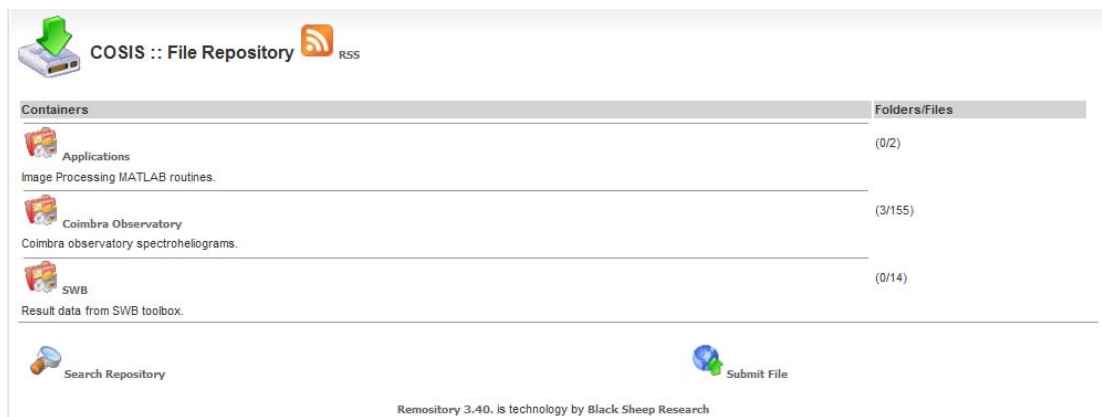 COSIS :: File Repository RSS
Containers Folders/Files
Applications (0/2)
Image Processing MATLAB routines.
Coimbra Observatory (3/155)
Coimbra observatory spectroheliograms.
SWB (0/14)
Result data from SWB toolbox.
Search Repository Submit File
Remository 3.40. is technology by Black Sheep Research